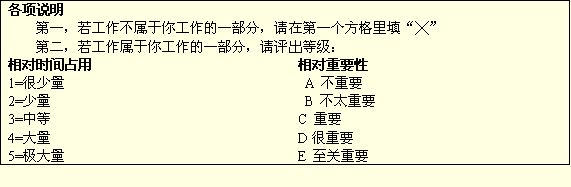 各项说明
第一，若工作不属于你工作的一部分，请在第一个方格里填“╳”
第二，若工作属于你工作的一部分，请评出等级：
相对时间占用 相对重要性
1=很少量 A 不重要
2=少量 B 不太重要
3=中等 C 重要
4=大量 D 很重要
5=极大量 E 至关重要